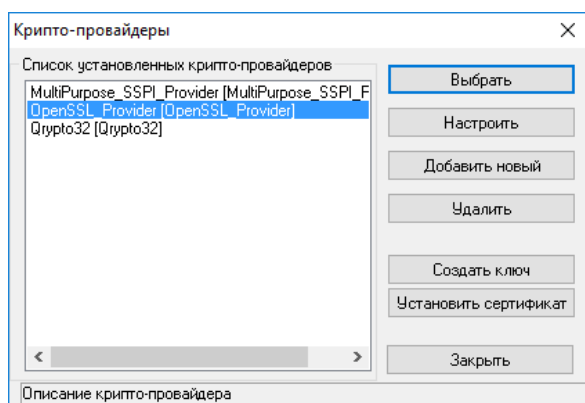 Крипто-провайдеры
Список установленных крипто-провайдеров
MultiPurpose_SSPI_Provider [MultiPurpose_SSPI_F
OpenSSL_Provider [OpenSSL_Provider]
Qrypto32 [Qrypto32]
Выбрать
Настроить
Добавить новый
Удалить
Создать ключ
Установить сертификат
Закрыть
Описание крипто-провайдера